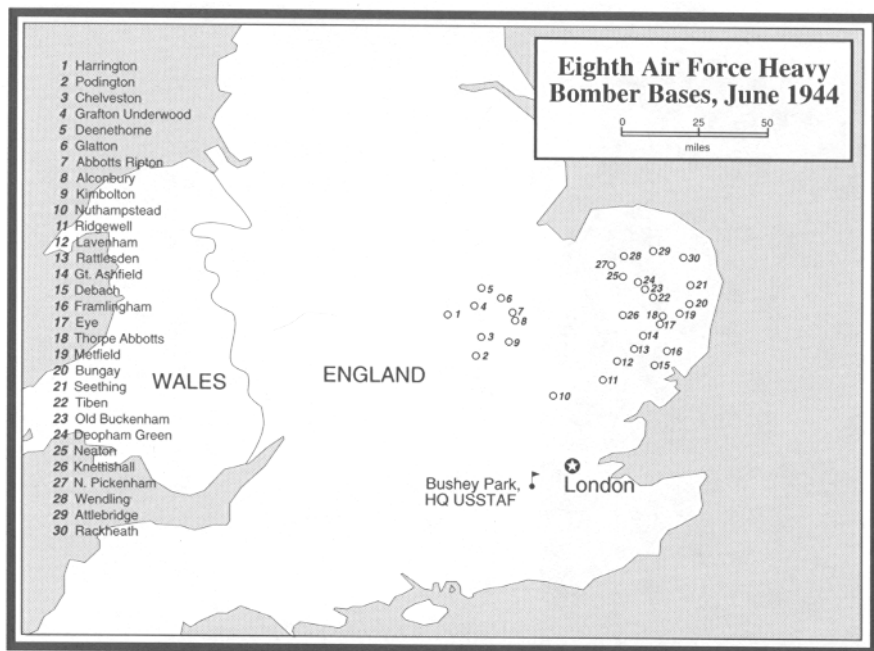 Eighth Air Force Heavy
Bomber Bases, June 1944
0 25 50
miles
1 Harrington
2 Podington
3 Chelveston
4 Grafton Underwood
5 Deenethorne
6 Glatton
7 Abbotts Ripton
8 Alconbury
9 Kimbolton
10 Nuthampstead
11 Ridgewell
12 Lavenham
13 Rattlesden
14 Gt. Ashfield
15 Debach
16 Framlingham
17 Eye
18 Thorpe Abbotts
19 Metfield
20 Bungay
21 Seething
22 Tiben
23 Old Buckenham
24 Deopham Green
25 Neaton
26 Knettishall
27 N. Pickenham
28 Wendling
29 Attlebridge
30 Rackheath
29
28
30
27
25
24
21
23
22
20
5
6
4
7
1
8
26
18
19
17
3
9
14
2
13
16
12
15
11
10
WALES
ENGLAND
Bushey Park,
HQ USSTAF
London